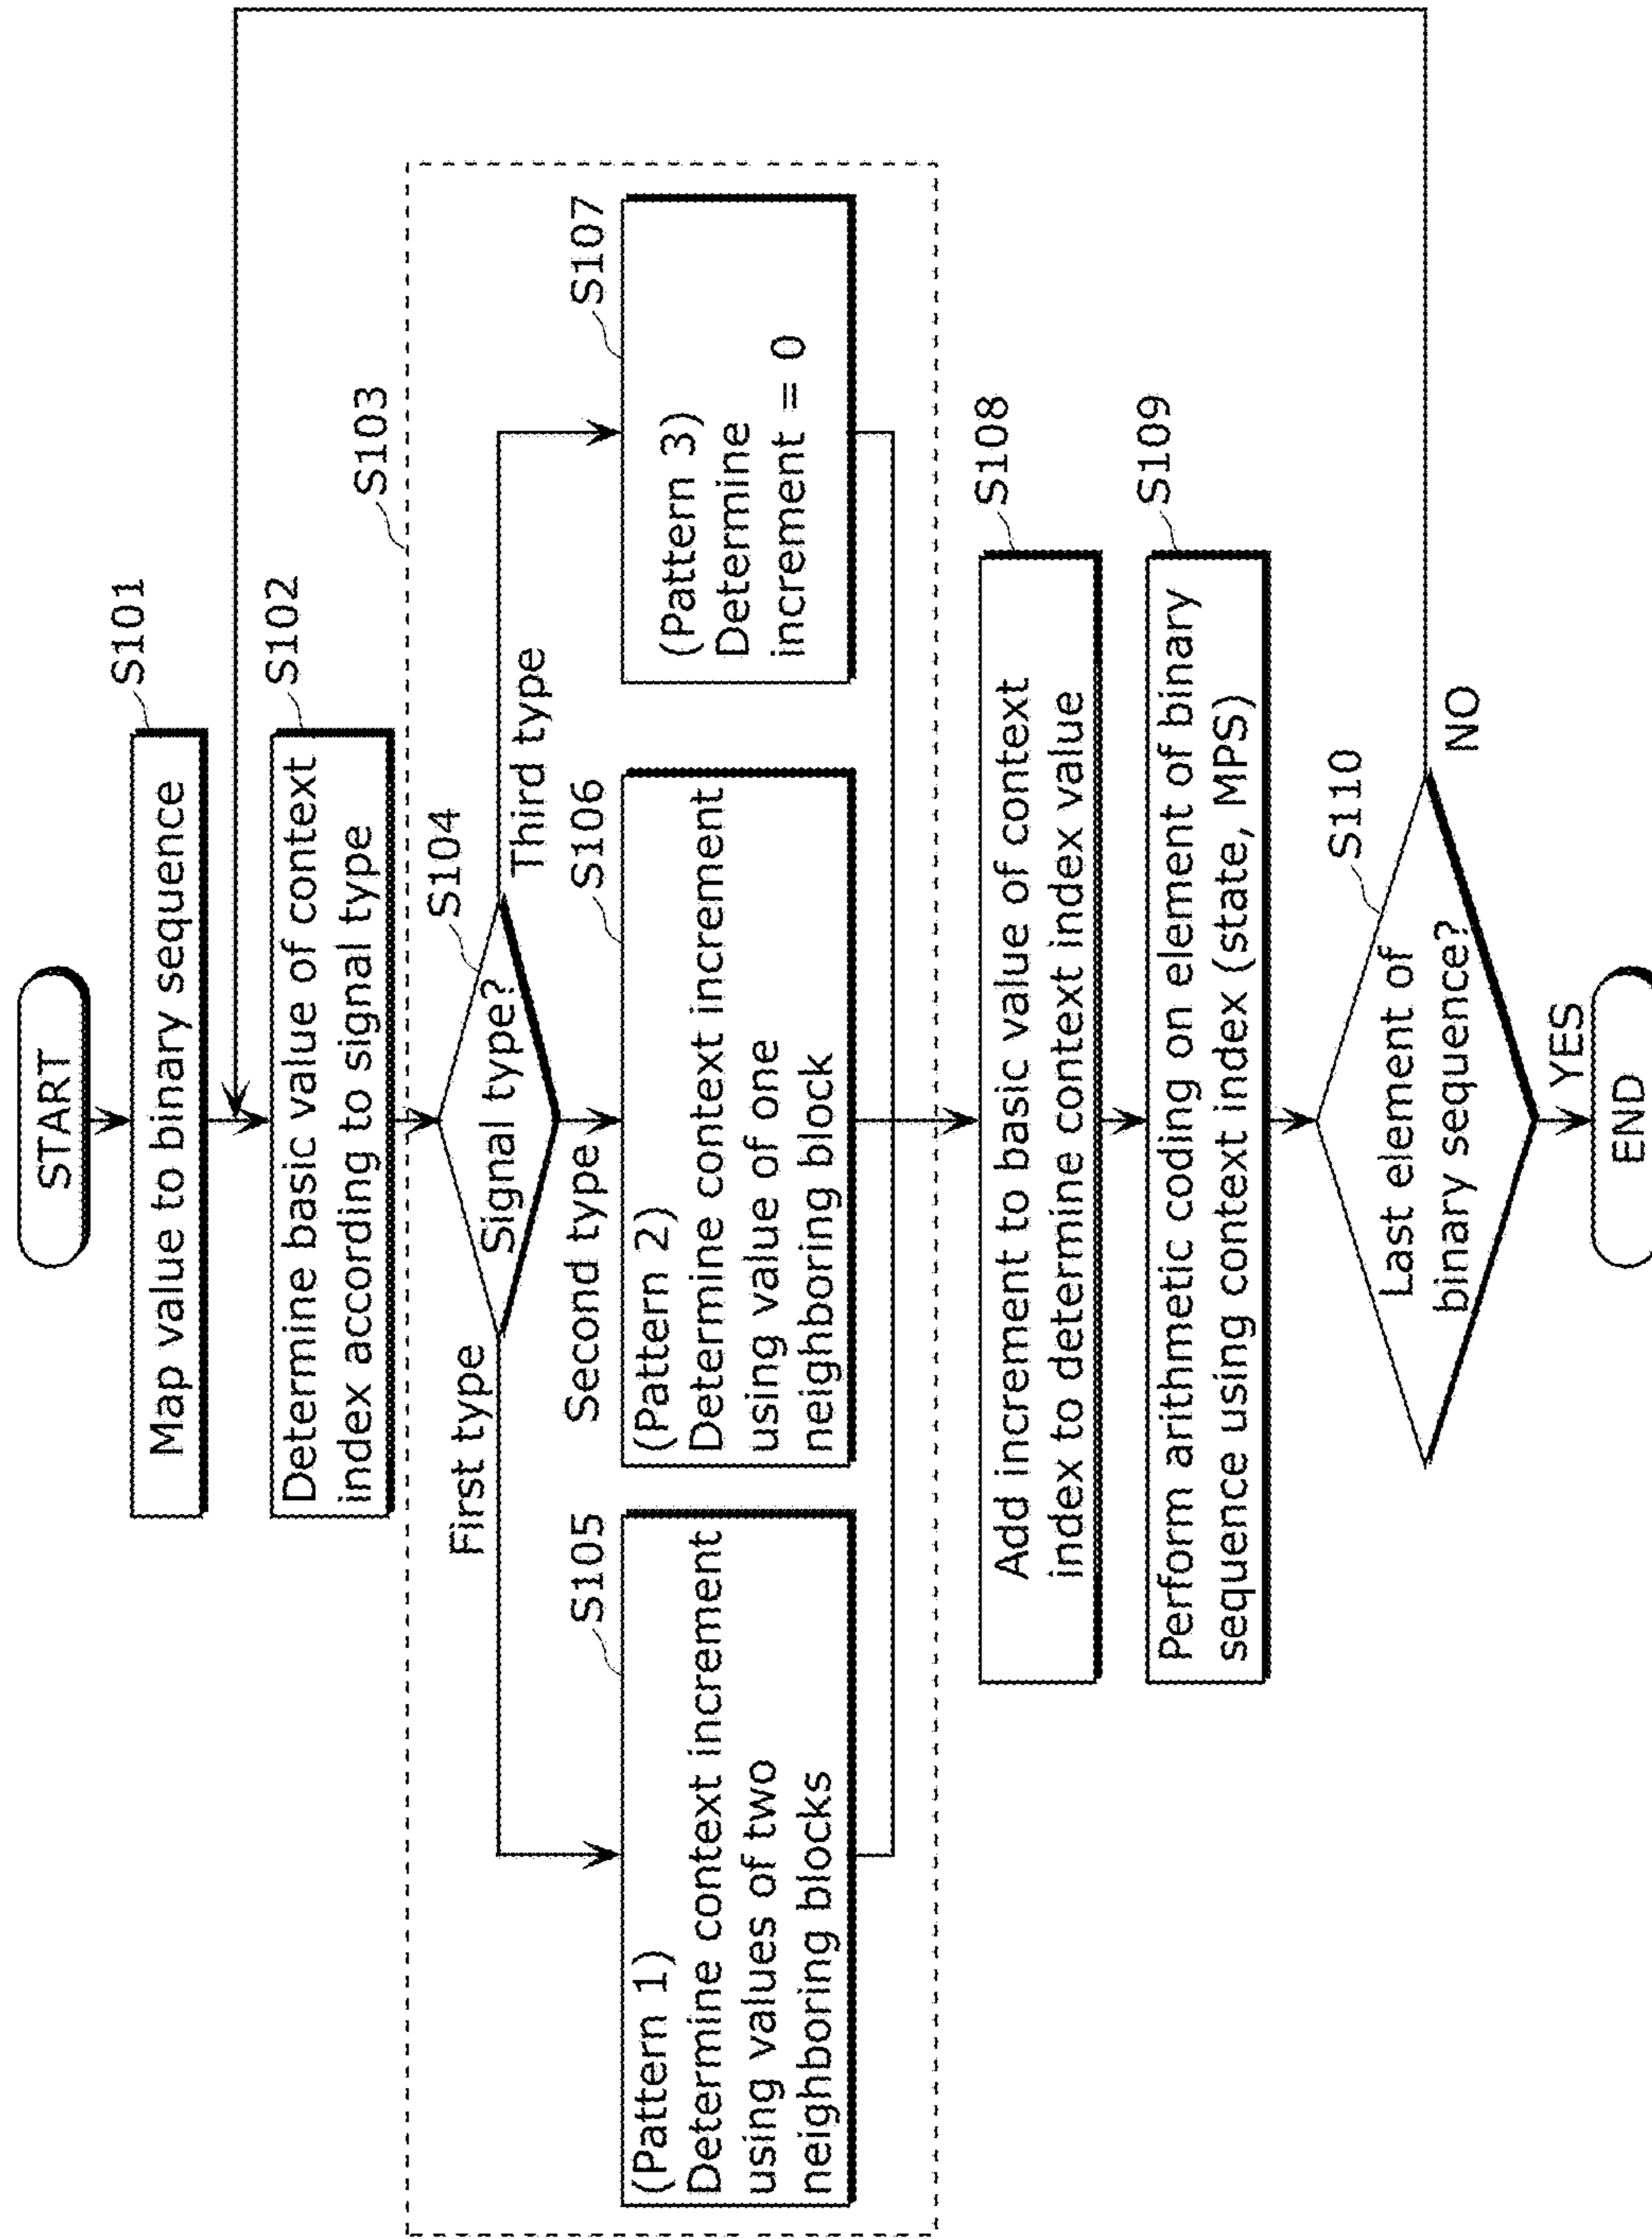 START
S101
Map value to binary sequence
S102
Determine basic value of context
index according to signal type
S103
S104
Signal type?
First type
Second type
Third type
S105
(Pattern 1)
Determine context increment
using values of two
neighboring blocks
S106
(Pattern 2)
Determine context increment
using value of one
neighboring block
S107
(Pattern 3)
Determine
increment = 0
S108
Add increment to basic value of context
index to determine context index value
S109
Perform arithmetic coding on element of binary
sequence using context index (state, MPS)
S110
Last element of
binary sequence?
NO
YES
END